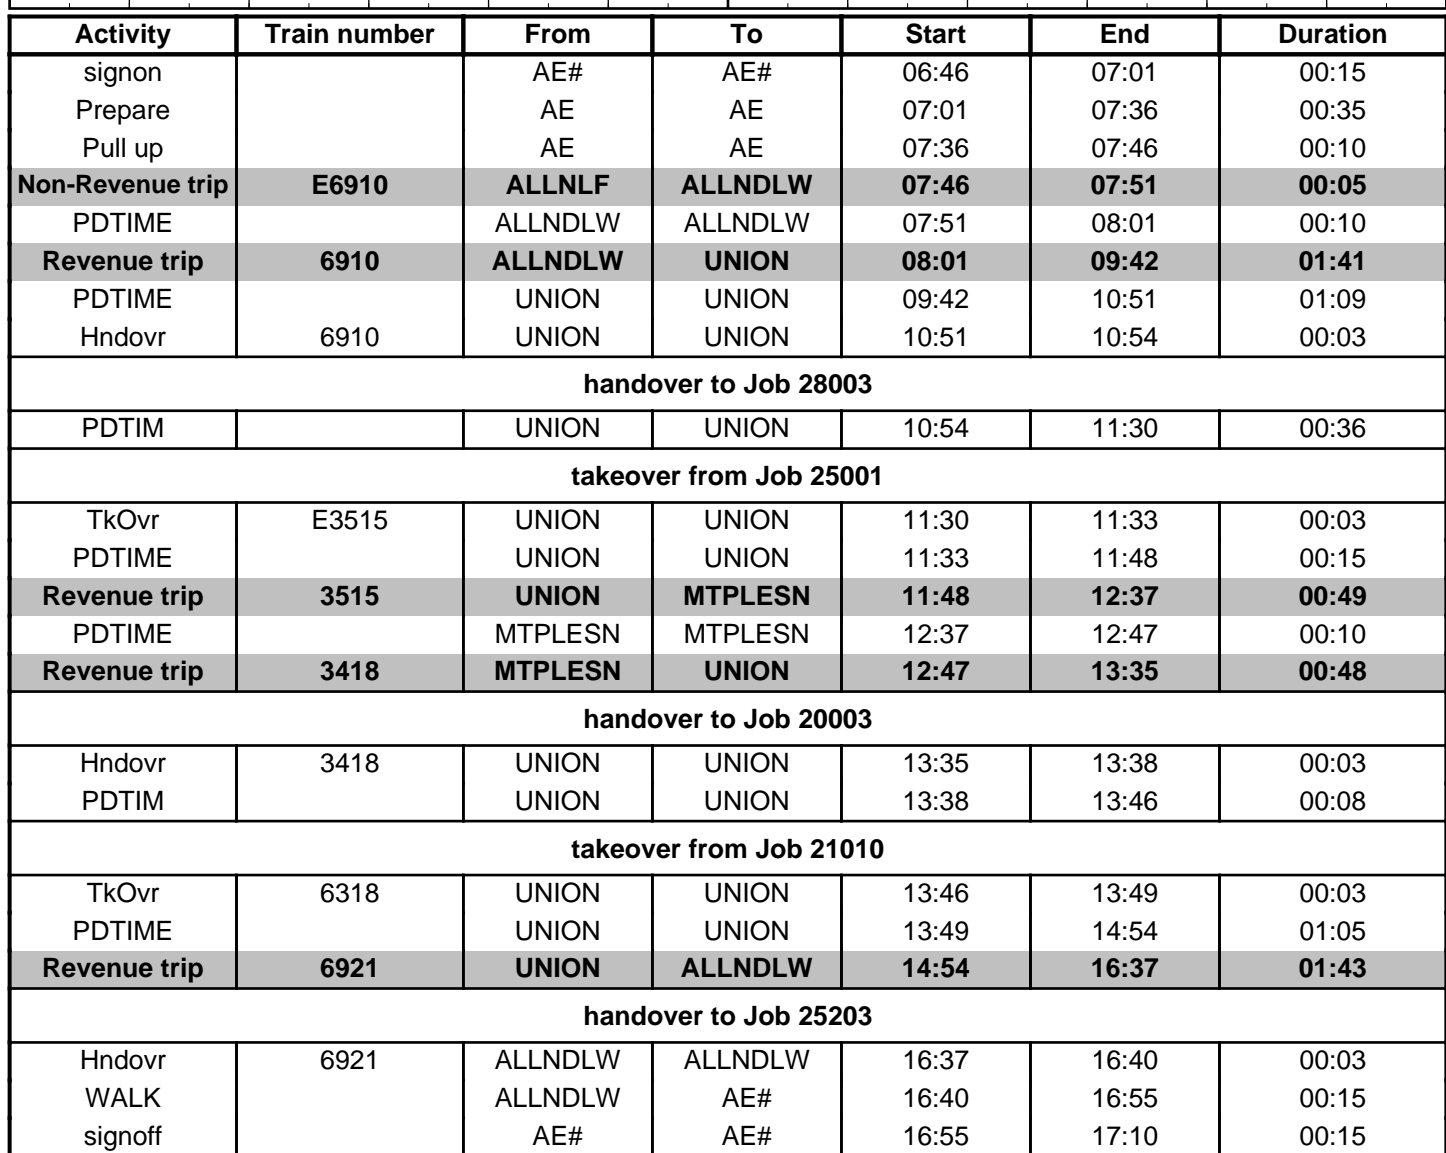 Activity Train number From To Start End Duration
signon AE# AE# 06:46 07:01 00:15
Prepare AE AE 07:01 07:36 00:35
Pull up AE AE 07:36 07:46 00:10
Non-Revenue trip E6910 ALLNLF ALLNDLW 07:46 07:51 00:05
PDTIME ALLNDLW ALLNDLW 07:51 08:01 00:10
Revenue trip 6910 ALLNDLW UNION 08:01 09:42 01:41
PDTIME UNION UNION 09:42 10:51 01:09
Hndovr 6910 UNION UNION 10:51 10:54 00:03
handover to Job 28003
PDTIM UNION UNION 10:54 11:30 00:36
takeover from Job 25001
TkOvr E3515 UNION UNION 11:30 11:33 00:03
PDTIME UNION UNION 11:33 11:48 00:15
Revenue trip 3515 UNION MTPLESN 11:48 12:37 00:49
PDTIME MTPLESN MTPLESN 12:37 12:47 00:10
Revenue trip 3418 MTPLESN UNION 12:47 13:35 00:48
handover to Job 20003
Hndovr 3418 UNION UNION 13:35 13:38 00:03
PDTIM UNION UNION 13:38 13:46 00:08
takeover from Job 21010
TkOvr 6318 UNION UNION 13:46 13:49 00:03
PDTIME UNION UNION 13:49 14:54 01:05
Revenue trip 6921 UNION ALLNDLW 14:54 16:37 01:43
handover to Job 25203
Hndovr 6921 ALLNDLW ALLNDLW 16:37 16:40 00:03
WALK ALLNDLW AE# 16:40 16:55 00:15
signoff AE# AE# 16:55 17:10 00:15